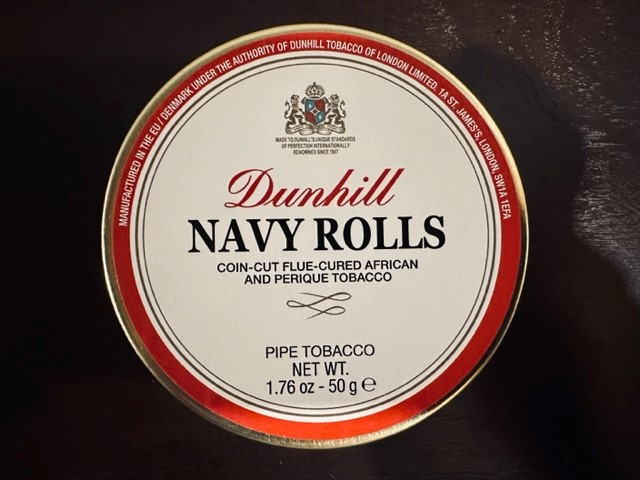 MANUFACTURED IN THE EU / DENMARK UNDER THE AUTHORITY OF DUNHILL TOBACCO OF LONDON LIMITED, 1A ST. JAMES'S, LONDON, SW1A 1EFA
MADE TO DUNHILL'S UNIQUE STANDARDS
OF PERFECTION INTERNATIONALLY
RENOWNED SINCE 1907
Dunhill
NAVY ROLLS
COIN-CUT FLUE-CURED AFRICAN
AND PERIQUE TOBACCO
PIPE TOBACCO
NET WT.
1.76 oz - 50 g ℮